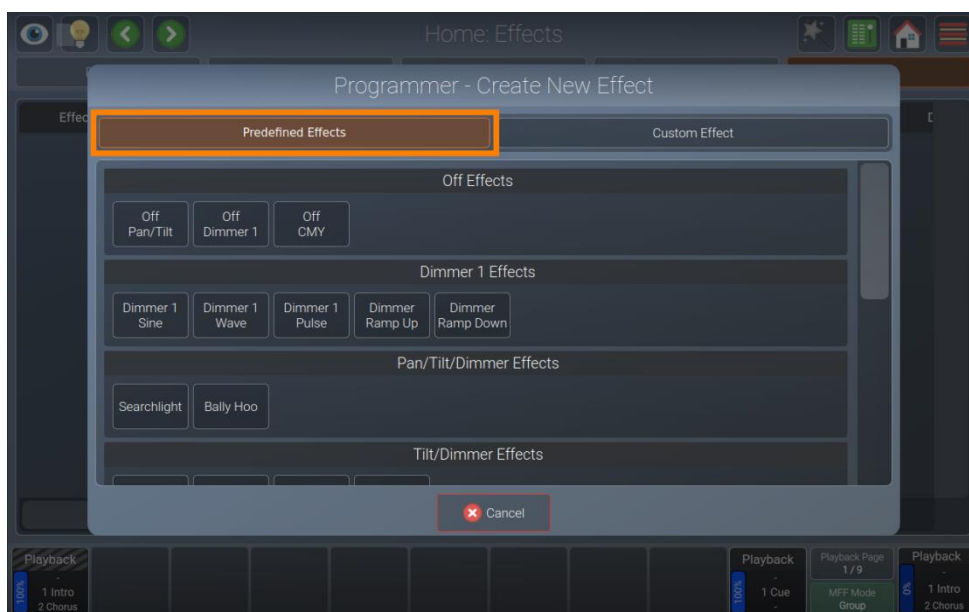 Home: Effects
Programmer - Create New Effect
Effec
Predefined Effects
Custom Effect
Off Effects
Off
Pan/Tilt
Off
Dimmer 1
Off
CMY
Dimmer 1 Effects
Dimmer 1
Sine
Dimmer 1
Wave
Dimmer 1
Pulse
Dimmer
Ramp Up
Dimmer
Ramp Down
Pan/Tilt/Dimmer Effects
Searchlight
Bally Hoo
Tilt/Dimmer Effects
Cancel
Playback
-
100%
1 Intro
2 Chorus
Playback
-
100%
1 Cue
-
Playback Page
1/9
MFF Mode
Group
Playback
-
0%
1 Intro
2 Chorus